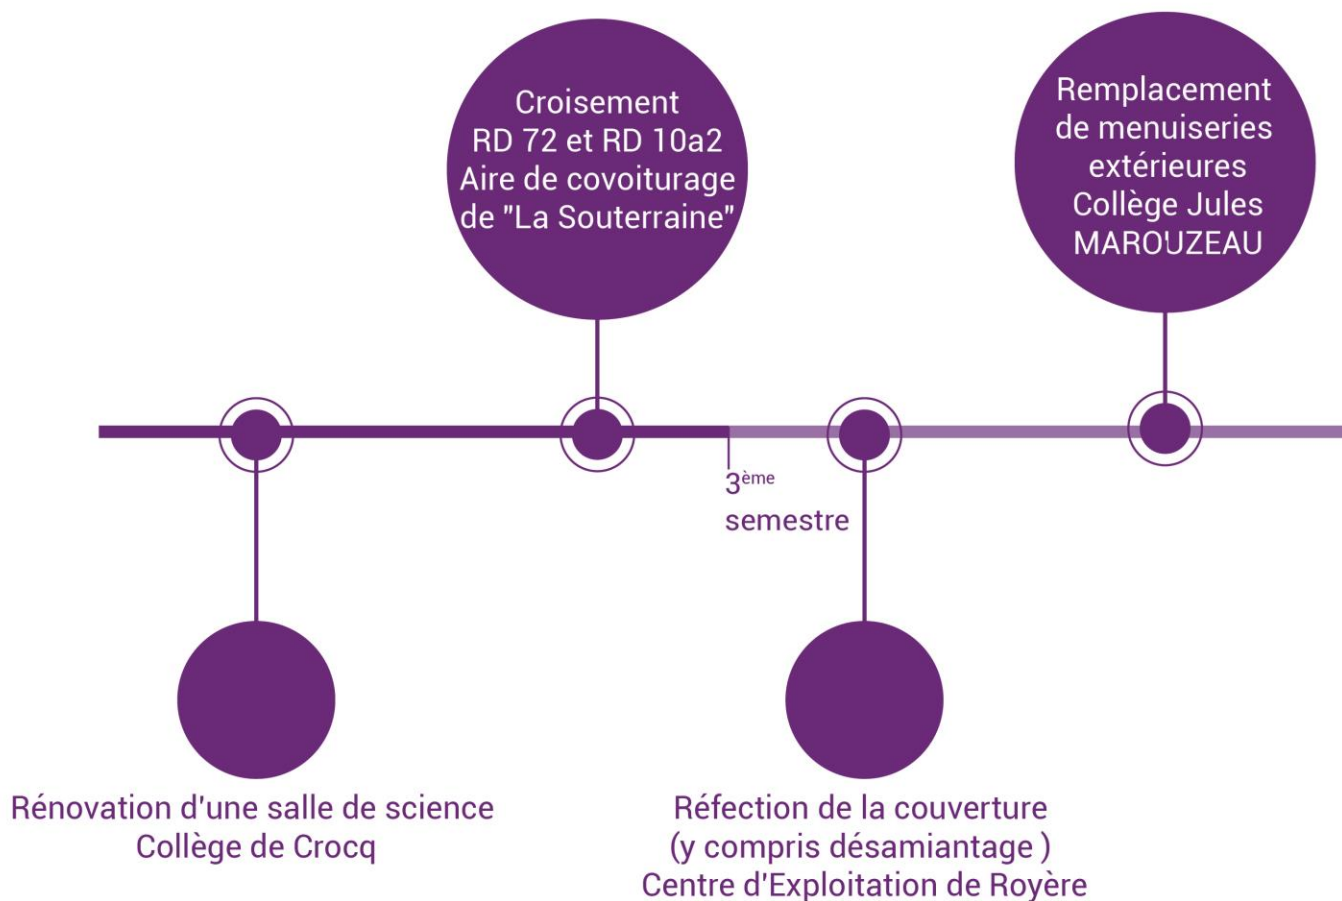 Croisement
RD 72 et RD 10a2
Aire de covoiturage
de "La Souterraine"
Remplacement
de menuiseries
extérieures
Collège Jules
MAROUZEAU
3ème
semestre
Rénovation d'une salle de science
Collège de Crocq
Réfection de la couverture
(y compris désamiantage )
Centre d'Exploitation de Royère